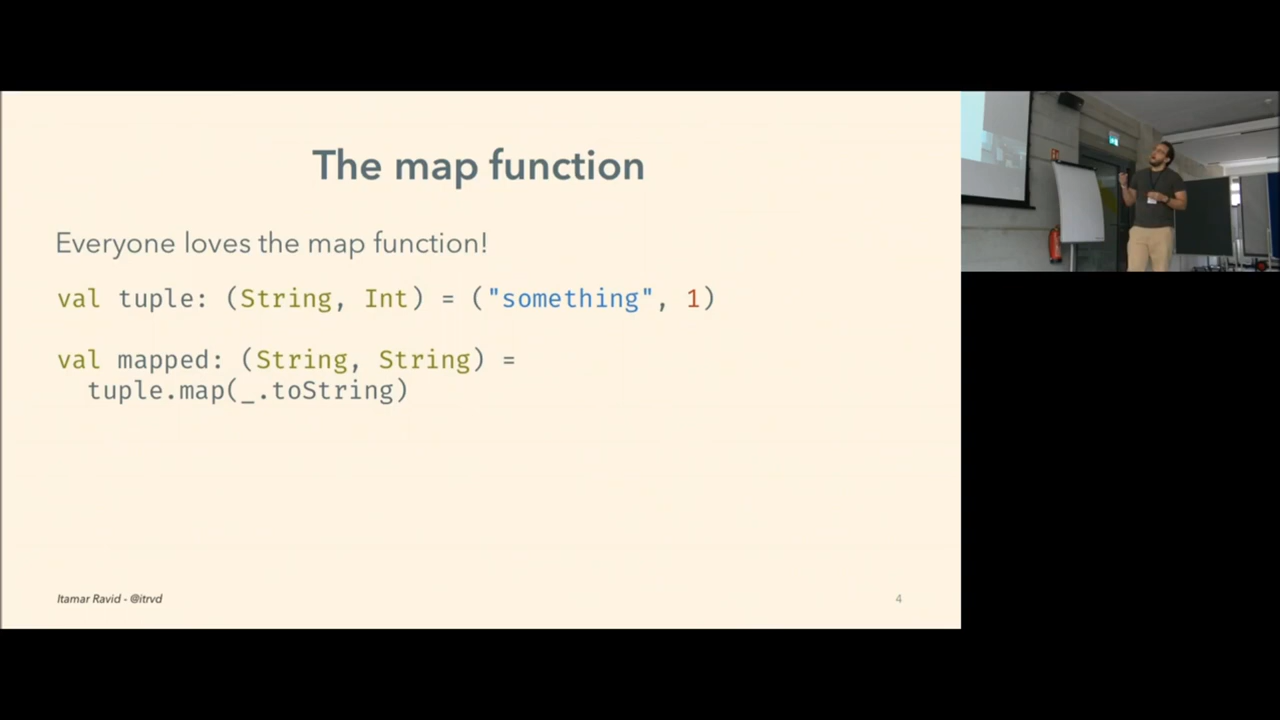 The map function
Everyone loves the map function!
val tuple: (String, Int) = ("something", 1)
val mapped: (String, String) =
tuple.map(_.toString)
Itamar Ravid - @itrvd
4